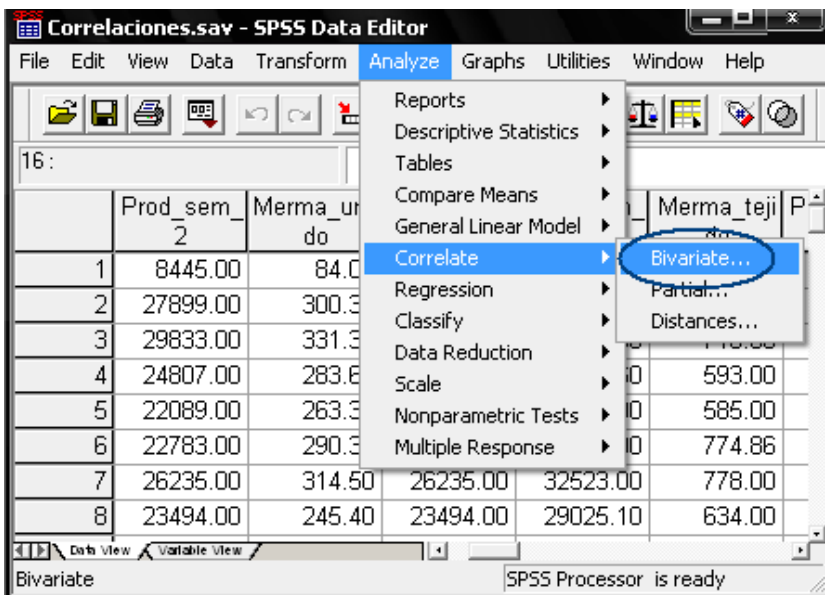 Correlaciones.sav - SPSS Data Editor
File Edit View Data Transform Analyze Graphs Utilities Window Help
16 :
Reports
Descriptive Statistics
Tables
Compare Means
General Linear Model
Correlate
Regression
Classify
Data Reduction
Scale
Nonparametric Tests
Multiple Response
Bivariate...
Partial...
Distances...
Prod_sem_ Merma_ur Merma_teji P
2 do
1 8445.00 84.0
2 27899.00 300.3
3 29833.00 331.3
4 24807.00 283.6 0 593.00
5 22089.00 263.3 0 585.00
6 22783.00 290.3 0 774.86
7 26235.00 314.50 26235.00 32523.00 778.00
8 23494.00 245.40 23494.00 29025.10 634.00
Data View Variable View
Bivariate SPSS Processor is ready